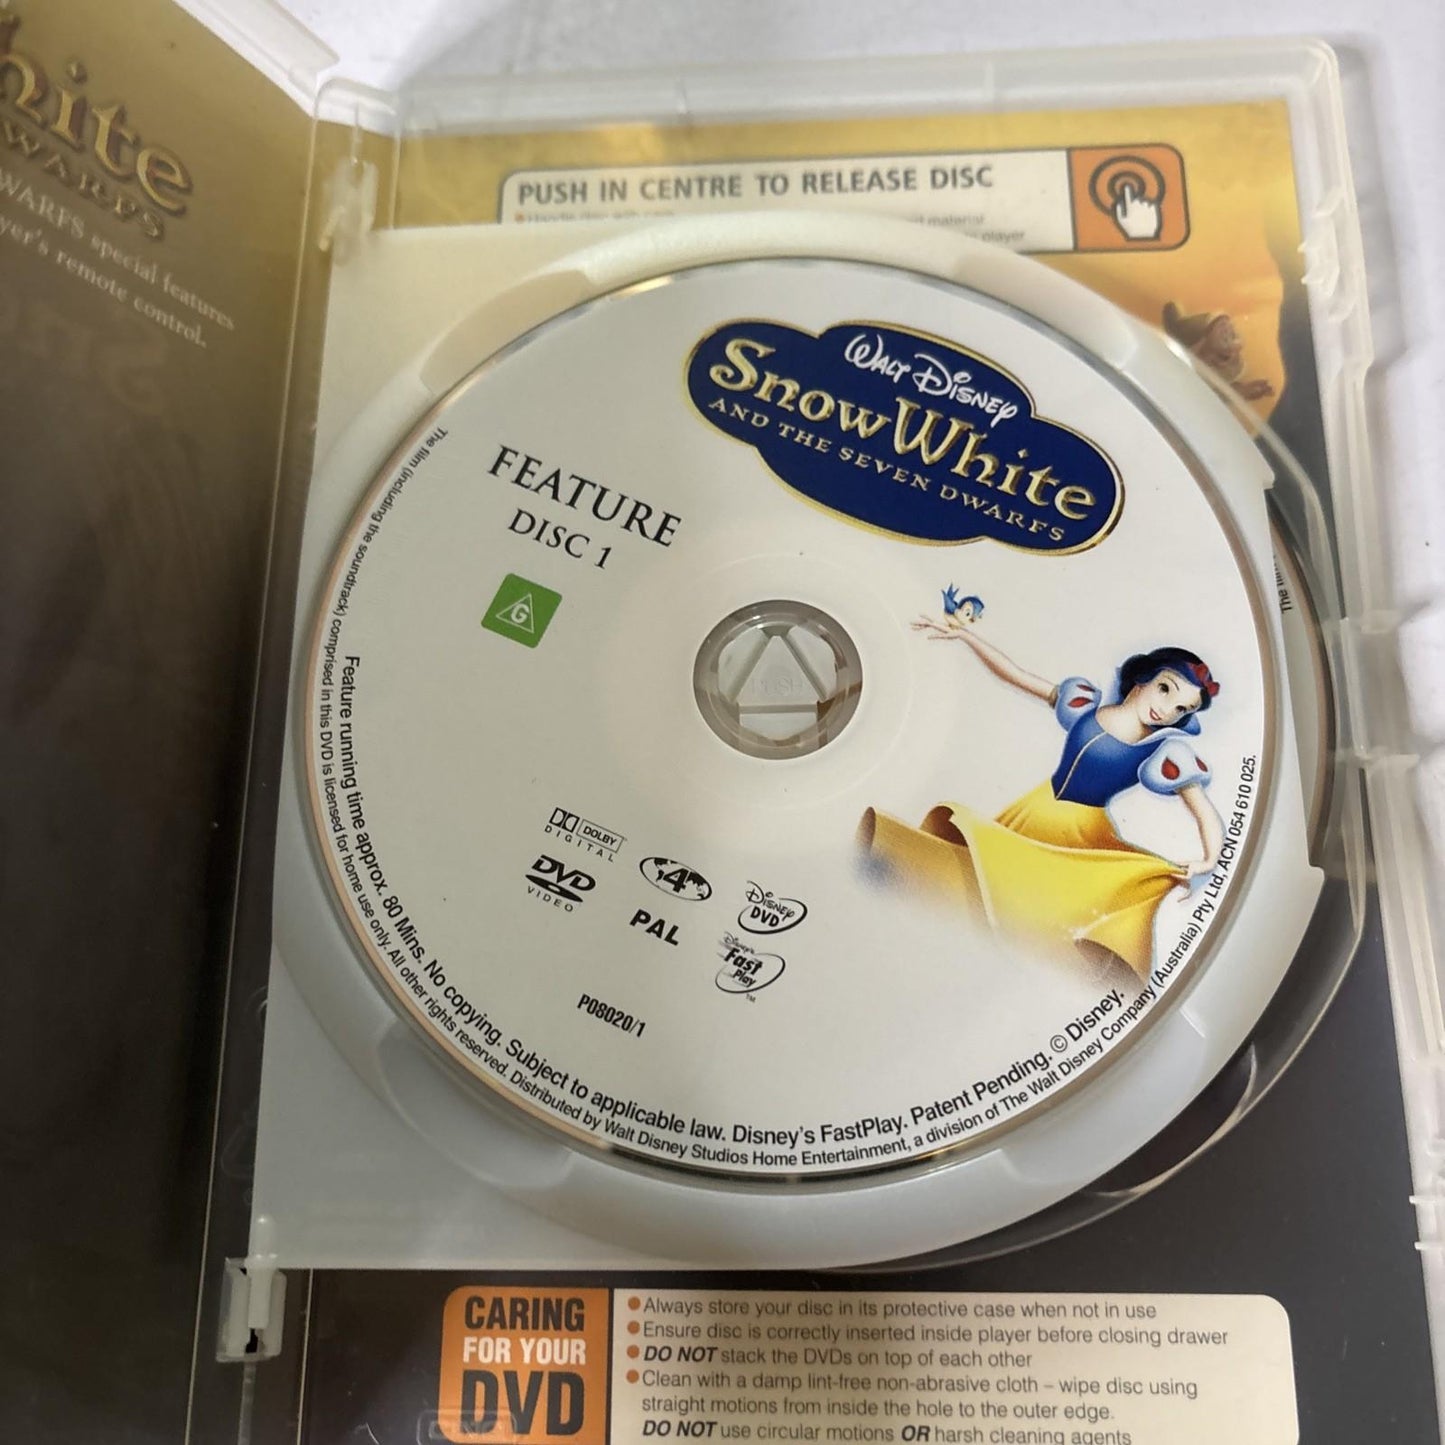 hite
WARFS
WARFS special features
yer's remote control.
PUSH IN CENTRE TO RELEASE DISC
material
player
WALT DISNEY
Snow White
AND THE SEVEN DWARFS
FEATURE
DISC 1
G
PUSH
DOLBY
DIGITAL
DVD
VIDEO
4
PAL
DISNEY
DVD
Disney's
Fast
Play
™
P08020/1
Feature running time approx. 80 Mins. No copying. Subject to applicable law. Disney's FastPlay. Patent Pending. © Disney.
The film (including the soundtrack) comprised in this DVD is licensed for home use only. All other rights reserved. Distributed by Walt Disney Studios Home Entertainment, a division of The Walt Disney Company (Australia) Pty Ltd. ACN 054 610 025.
The film
CARING
FOR YOUR
DVD
Always store your disc in its protective case when not in use
Ensure disc is correctly inserted inside player before closing drawer
DO NOT stack the DVDs on top of each other
Clean with a damp lint-free non-abrasive cloth – wipe disc using
straight motions from inside the hole to the outer edge.
DO NOT use circular motions OR harsh cleaning agents